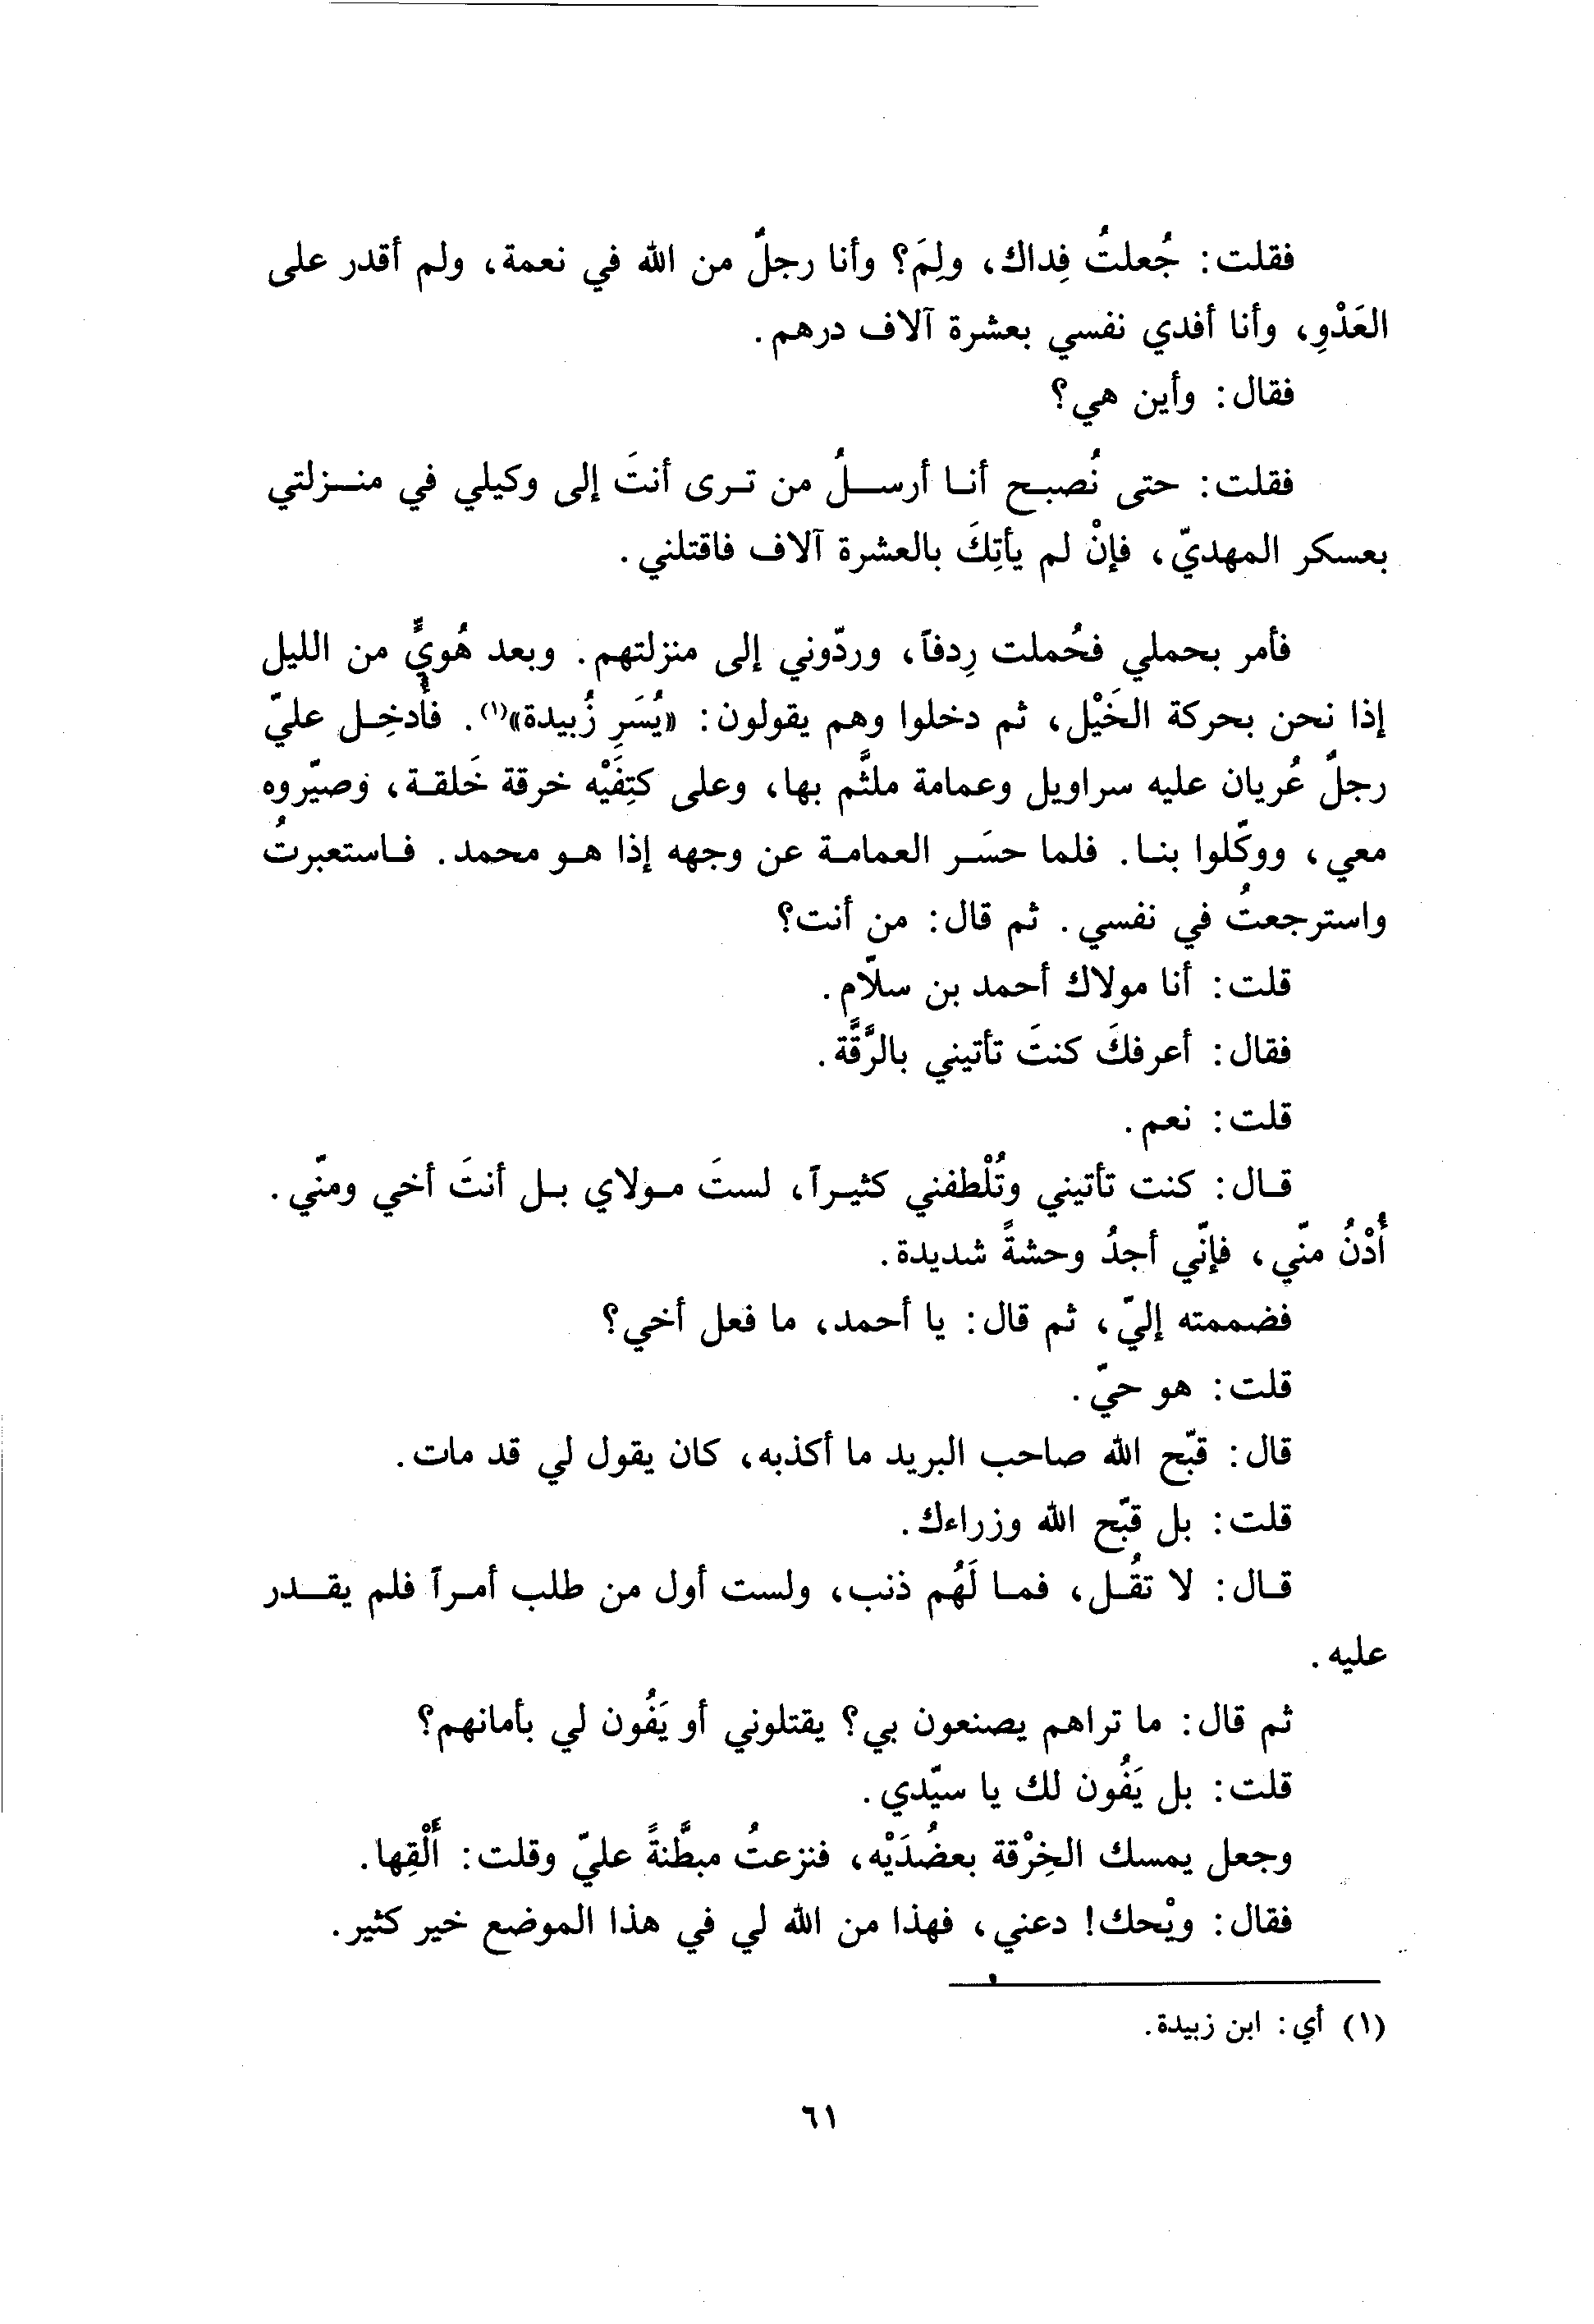 فقلت: جُعلتُ فِداك، ولِمَ؟ وأنا رجلٌ من الله في نعمة، ولم أقدر على
العَدْوِ، وأنا أفدي نفسي بعشرة آلاف درهم.
فقال: وأين هي؟
فقلت: حتى نُصبح أنا أرسلُ من ترى أنتَ إلى وكيلي في منزلتي
بعسكر المهديّ، فإنْ لم يأتِكَ بالعشرة آلاف فاقتلني.
فأمر بحملي فحُملت رِدفاً، وردّوني إلى منزلتهم. وبعد هُويٍّ من الليل
إذا نحن بحركة الخَيْل، ثم دخلوا وهم يقولون: «يُسَرِ زُبيدة»(١). فأُدخِل عليّ
رجلٌ عُريان عليه سراويل وعمامة ملثَّم بها، وعلى كتِفَيْه خرقة خَلقة، وصيّروه
معي، ووكّلوا بنا. فلما حسَر العمامة عن وجهه إذا هو محمد. فاستعبرتُ
واسترجعتُ في نفسي. ثم قال: من أنت؟
قلت: أنا مولاك أحمد بن سلّام.
فقال: أعرفكَ كنتَ تأتيني بالرَّقَّة.
قلت: نعم.
قال: كنت تأتيني وتُلْطفني كثيراً، لستَ مولاي بل أنتَ أخي ومنّي.
أُدْنُ منّي، فإنّي أجدُ وحشةً شديدة.
فضممته إليّ، ثم قال: يا أحمد، ما فعل أخي؟
قلت: هو حيّ.
قال: قبّح الله صاحب البريد ما أكذبه، كان يقول لي قد مات.
قلت: بل قبّح الله وزراءك.
قال: لا تقُل، فما لَهُم ذنب، ولست أول من طلب أمراً فلم يقدر
عليه.
ثم قال: ما تراهم يصنعون بي؟ يقتلوني أو يَفُون لي بأمانهم؟
قلت: بل يَفُون لك يا سيّدي.
وجعل يمسك الخِرْقة بعضُدَيْه، فنزعتُ مبطَّنةً عليّ وقلت: أَلْقِها.
فقال: ويْحك! دعني، فهذا من الله لي في هذا الموضع خير كثير.
(١) أي: ابن زبيدة.
٦١